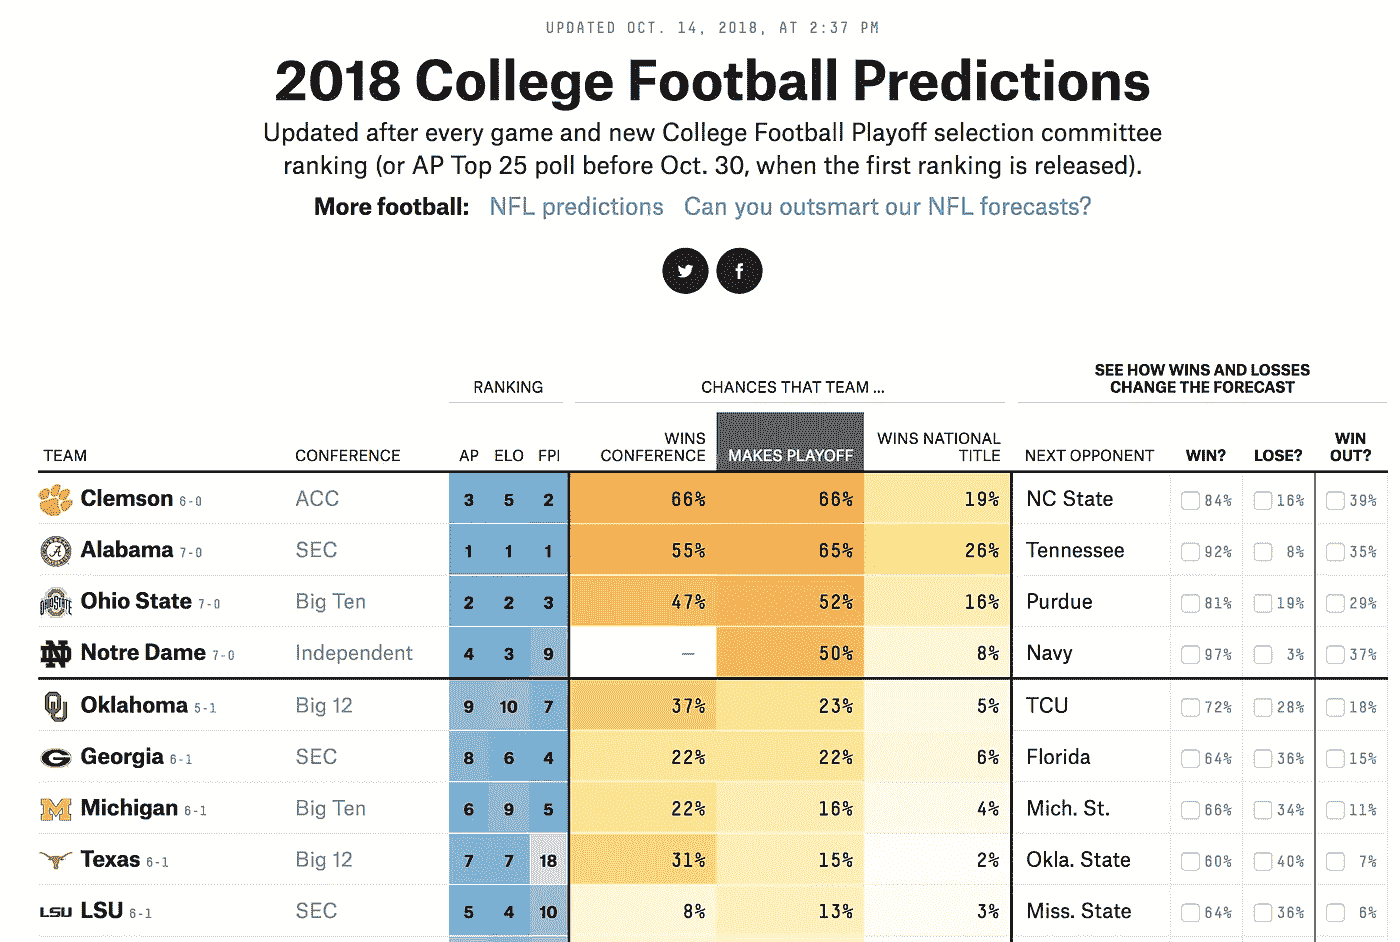 UPDATED OCT. 14, 2018, AT 2:37 PM
2018 College Football Predictions
Updated after every game and new College Football Playoff selection committee
ranking (or AP Top 25 poll before Oct. 30, when the first ranking is released).
More football: NFL predictions Can you outsmart our NFL forecasts?
RANKING CHANCES THAT TEAM ... SEE HOW WINS AND LOSSES
CHANGE THE FORECAST
TEAM CONFERENCE AP ELO FPI WINS CONFERENCE MAKES PLAYOFF WINS NATIONAL TITLE NEXT OPPONENT WIN? LOSE? WIN OUT?
Clemson 6-0 ACC 3 5 2 66% 66% 19% NC State 84% 16% 39%
Alabama 7-0 SEC 1 1 1 55% 65% 26% Tennessee 92% 8% 35%
OHIO STATE Ohio State 7-0 Big Ten 2 2 3 47% 52% 16% Purdue 81% 19% 29%
Notre Dame 7-0 Independent 4 3 9 — 50% 8% Navy 97% 3% 37%
Oklahoma 5-1 Big 12 9 10 7 37% 23% 5% TCU 72% 28% 18%
Georgia 6-1 SEC 8 6 4 22% 22% 6% Florida 64% 36% 15%
Michigan 6-1 Big Ten 6 9 5 22% 16% 4% Mich. St. 66% 34% 11%
Texas 6-1 Big 12 7 7 18 31% 15% 2% Okla. State 60% 40% 7%
LSU LSU 6-1 SEC 5 4 10 8% 13% 3% Miss. State 64% 36% 6%